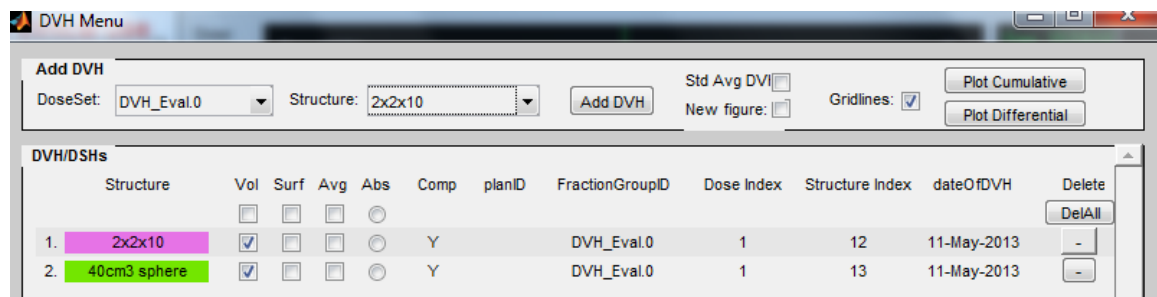 DVH Menu
Add DVH
DoseSet: DVH_Eval.0 Structure: 2x2x10 Add DVH Std Avg DVI Gridlines: Plot Cumulative
New figure: Plot Differential
DVH/DSHs
Structure Vol Surf Avg Abs Comp planID FractionGroupID Dose Index Structure Index dateOfDVH Delete
DelAll
1. 2x2x10 Y DVH_Eval.0 1 12 11-May-2013 -
2. 40cm3 sphere Y DVH_Eval.0 1 13 11-May-2013 -